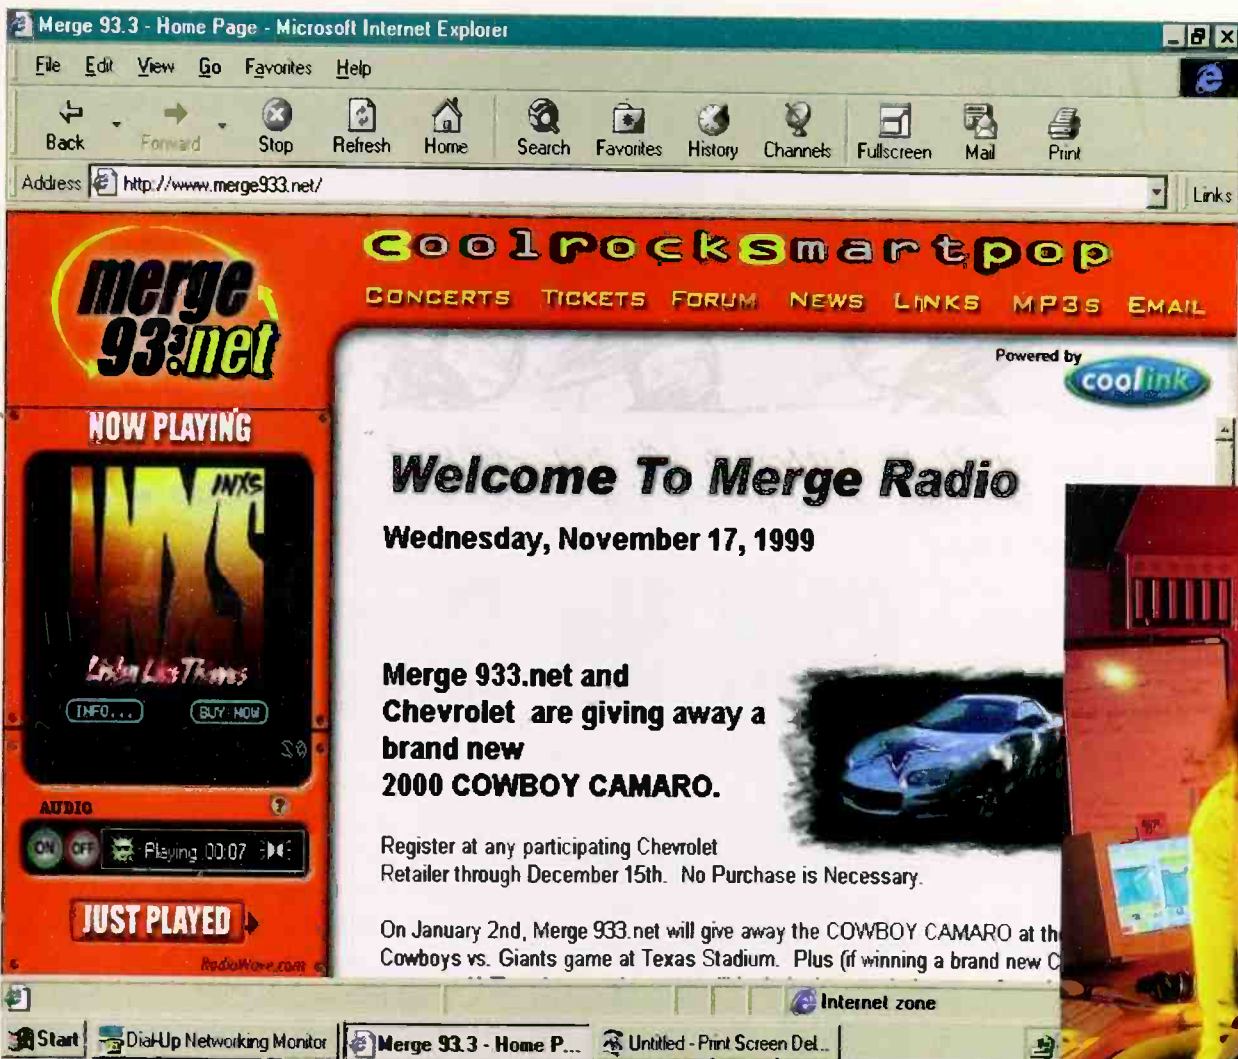 Merge 93.3 - Home Page - Microsoft Internet Explorer
File Edit View Go Favorites Help
Back Forward Stop Refresh Home Search Favorites History Channels Fullscreen Mail Print
Address http://www.merge933.net/ Links
merge
93.3.net
coolrocksmartpop
CONCERTS TICKETS FORUM NEWS LINKS MP3s EMAIL
Powered by
coolink
NOW PLAYING
INXS
INXS
Listen Like Thieves
INFO... BUY NOW
AUDIO ?
ON OFF Playing 00:07
JUST PLAYED
RadioWave.com
Welcome To Merge Radio
Wednesday, November 17, 1999
Merge 933.net and
Chevrolet are giving away a
brand new
2000 COWBOY CAMARO.
Register at any participating Chevrolet
Retailer through December 15th. No Purchase is Necessary.
On January 2nd, Merge 933.net will give away the COWBOY CAMARO at th
Cowboys vs. Giants game at Texas Stadium. Plus (if winning a brand new C
Internet zone
Start Dial-Up Networking Monitor Merge 93.3 - Home P... Untitled - Print Screen Del...